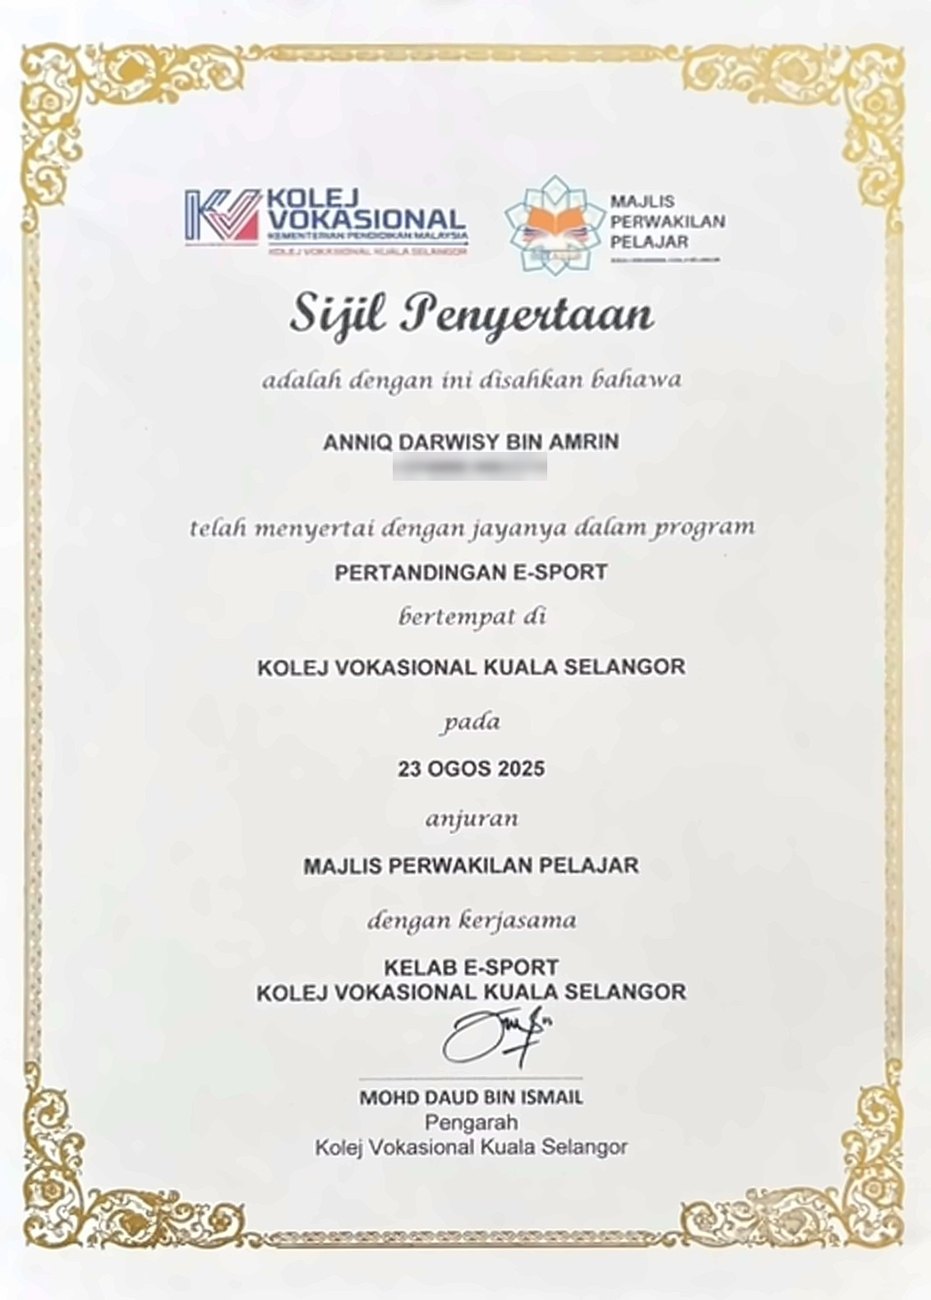 KOLEJ
VOKASIONAL
KEMENTERIAN PENDIDIKAN MALAYSIA
KOLEJ VOKASIONAL KUALA SELANGOR
MAJLIS
PERWAKILAN
PELAJAR
Sijil Penyertaan
adalah dengan ini disahkan bahawa
ANNIQ DARWISY BIN AMRIN
telah menyertai dengan jayanya dalam program
PERTANDINGAN E-SPORT
bertempat di
KOLEJ VOKASIONAL KUALA SELANGOR
pada
23 OGOS 2025
anjuran
MAJLIS PERWAKILAN PELAJAR
dengan kerjasama
KELAB E-SPORT
KOLEJ VOKASIONAL KUALA SELANGOR
MOHD DAUD BIN ISMAIL
Pengarah
Kolej Vokasional Kuala Selangor